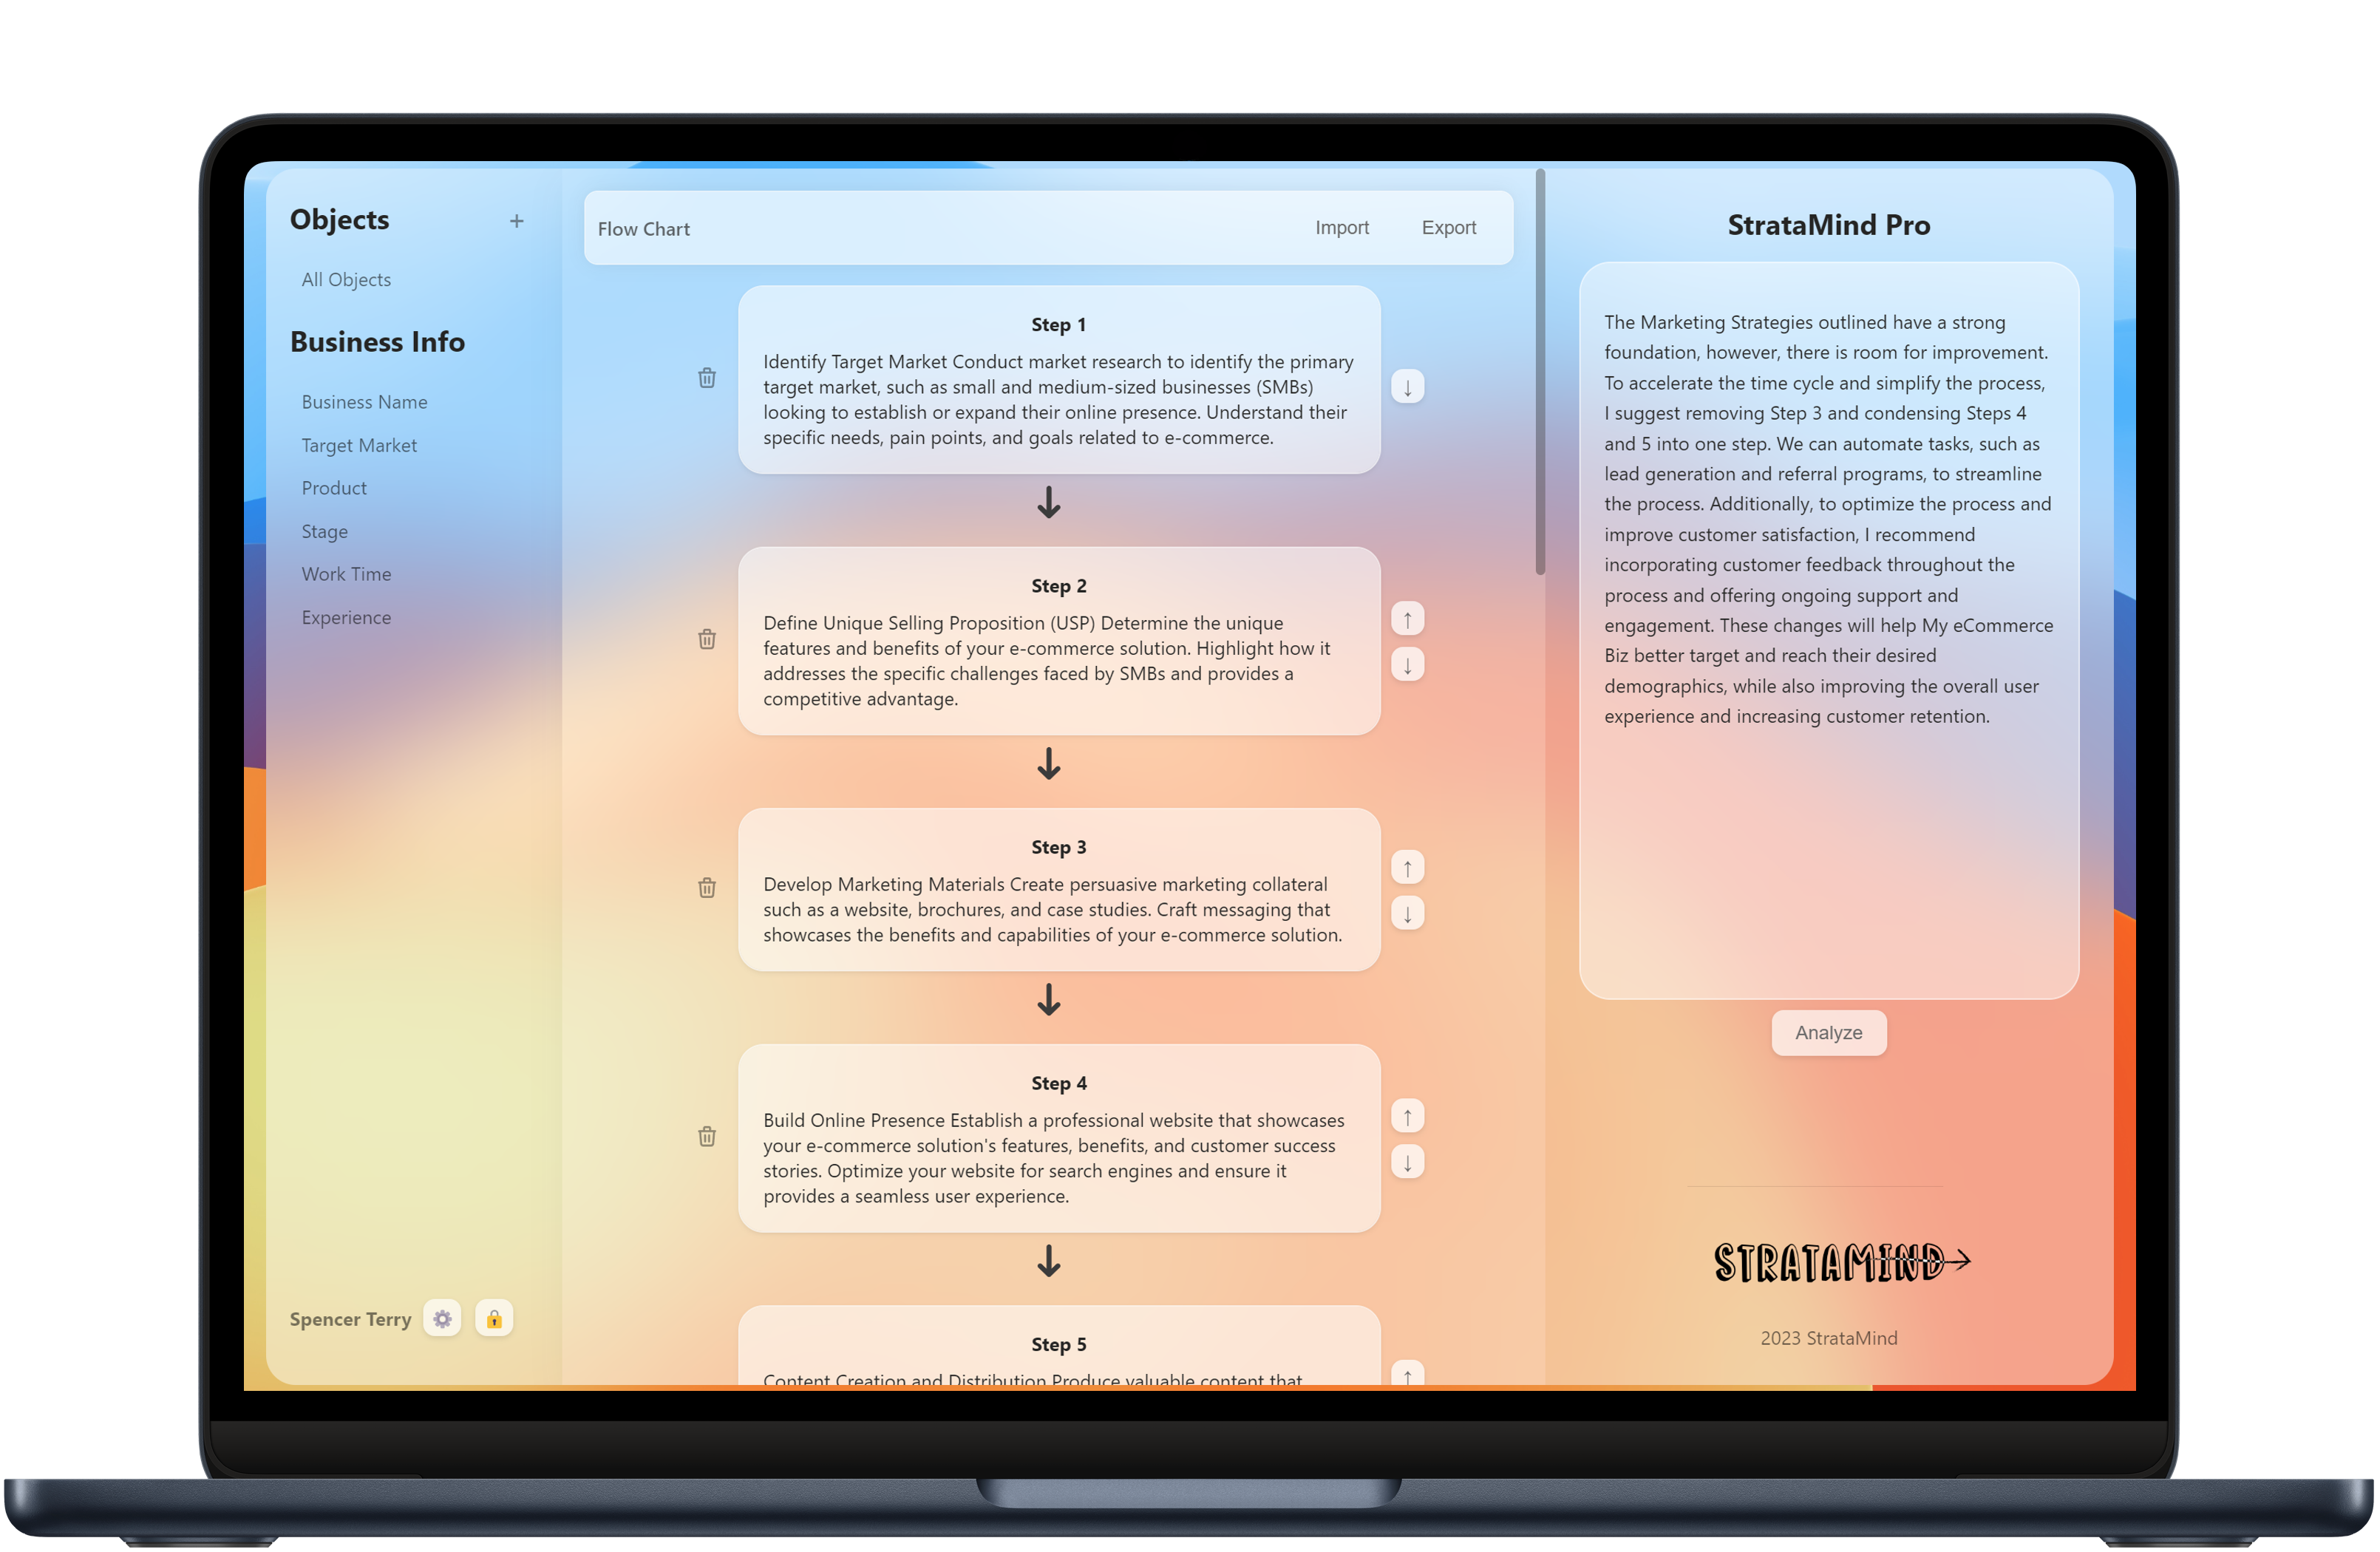 Objects
+
All Objects
Business Info
Business Name
Target Market
Product
Stage
Work Time
Experience
Spencer Terry
Flow Chart
Import
Export
Step 1
Identify Target Market Conduct market research to identify the primary
target market, such as small and medium-sized businesses (SMBs)
looking to establish or expand their online presence. Understand their
specific needs, pain points, and goals related to e-commerce.
↓
↓
Step 2
Define Unique Selling Proposition (USP) Determine the unique
features and benefits of your e-commerce solution. Highlight how it
addresses the specific challenges faced by SMBs and provides a
competitive advantage.
↑
↓
↓
Step 3
Develop Marketing Materials Create persuasive marketing collateral
such as a website, brochures, and case studies. Craft messaging that
showcases the benefits and capabilities of your e-commerce solution.
↑
↓
↓
Step 4
Build Online Presence Establish a professional website that showcases
your e-commerce solution's features, benefits, and customer success
stories. Optimize your website for search engines and ensure it
provides a seamless user experience.
↑
↓
↓
Step 5
Content Creation and Distribution Produce valuable content that
↑
StrataMind Pro
The Marketing Strategies outlined have a strong
foundation, however, there is room for improvement.
To accelerate the time cycle and simplify the process,
I suggest removing Step 3 and condensing Steps 4
and 5 into one step. We can automate tasks, such as
lead generation and referral programs, to streamline
the process. Additionally, to optimize the process and
improve customer satisfaction, I recommend
incorporating customer feedback throughout the
process and offering ongoing support and
engagement. These changes will help My eCommerce
Biz better target and reach their desired
demographics, while also improving the overall user
experience and increasing customer retention.
Analyze
STRATAMIND
2023 StrataMind